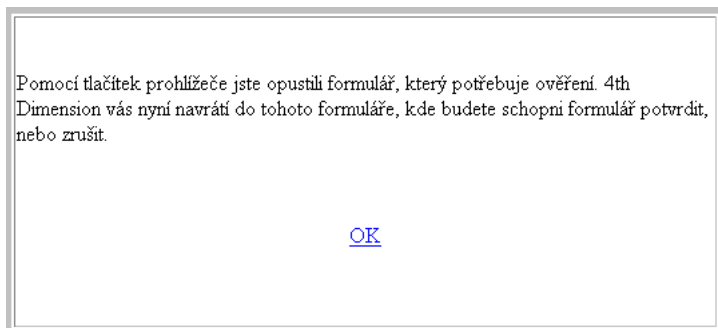 Pomocí tlačítek prohlížeče jste opustili formulář, který potřebuje ověření. 4th
Dimension vás nyní navrátí do tohoto formuláře, kde budete schopni formulář potvrdit,
nebo zrušit.
OK